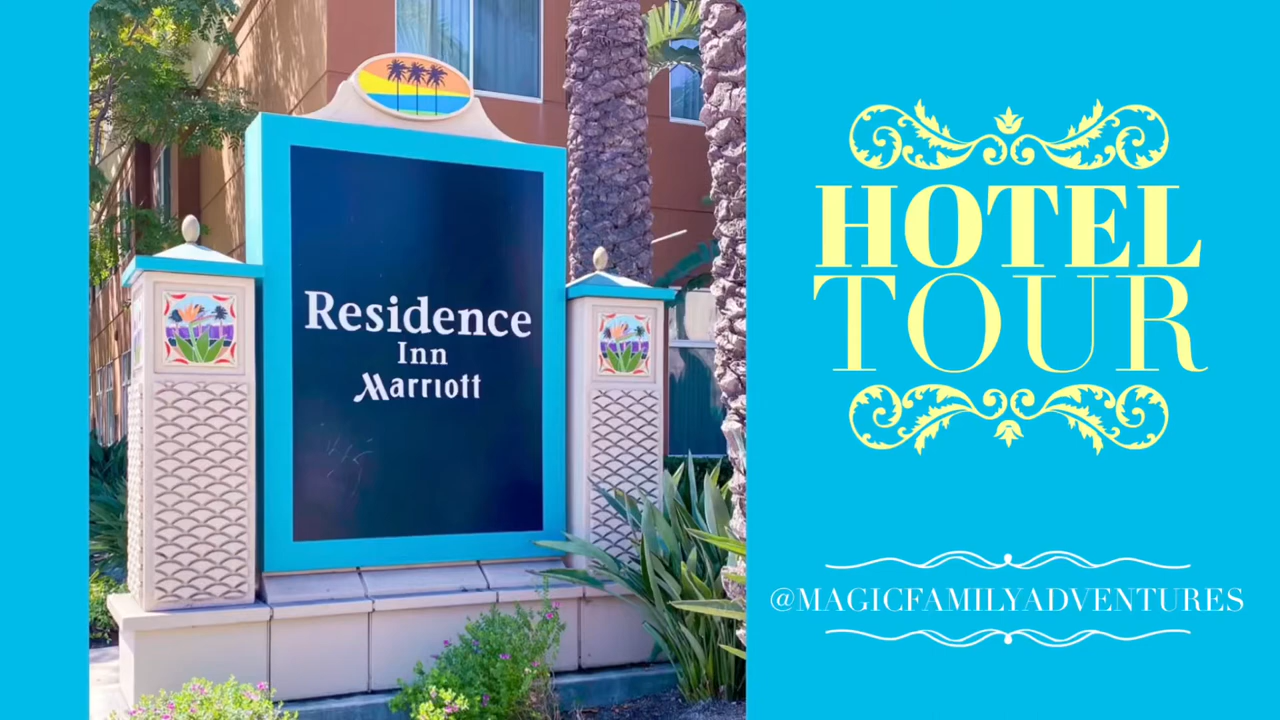 Residence
Inn
Marriott
HOTEL
TOUR
@MAGICFAMILYADVENTURES